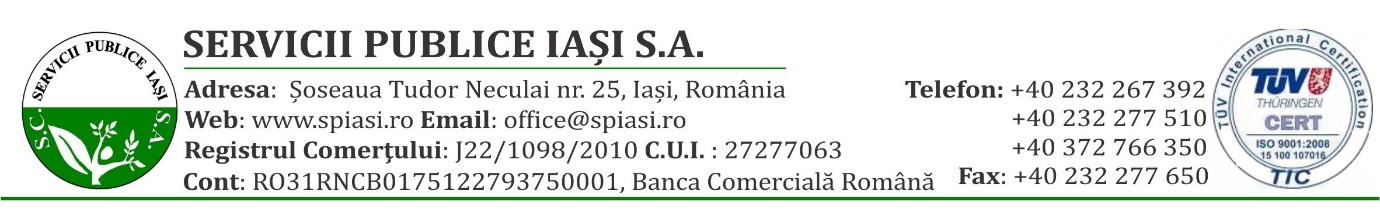 S.C. SERVICII PUBLICE IAȘI S.A.
SERVICII PUBLICE IAȘI S.A.
Adresa: Șoseaua Tudor Neculai nr. 25, Iași, România
Web: www.spiasi.ro Email: office@spiasi.ro
Registrul Comerţului: J22/1098/2010 C.U.I. : 27277063
Cont: RO31RNCB0175122793750001, Banca Comercială Română
Telefon: +40 232 267 392
+40 232 277 510
+40 372 766 350
Fax: +40 232 277 650
TÜV International Certification
TÜV
THÜRINGEN
CERT
ISO 9001:2008
15 100 107016
TIC